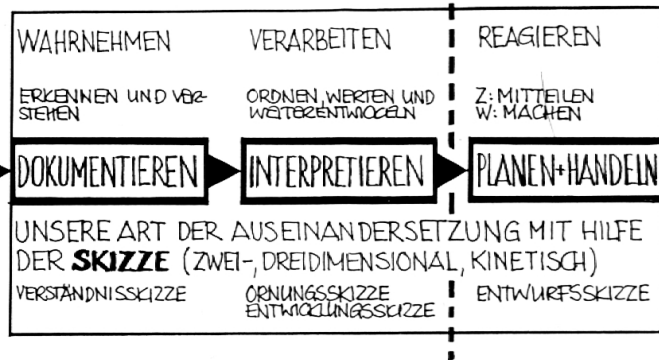 WAHRNEHMEN VERARBEITEN REAGIEREN
ERKENNEN UND VER- ORDNEN, WERTEN UND Z: MITTEILEN
STEHEN WEITERENTWICKELN W: MACHEN
DOKUMENTIEREN INTERPRETIEREN PLANEN+HANDELN
UNSERE ART DER AUSEINANDERSETZUNG MIT HILFE
DER SKIZZE (ZWEI-, DREIDIMENSIONAL, KINETISCH)
VERSTÄNDNISSKIZZE ORNUNGSSKIZZE ENTWURFSSKIZZE
ENTWICKLUNGSSKIZZE